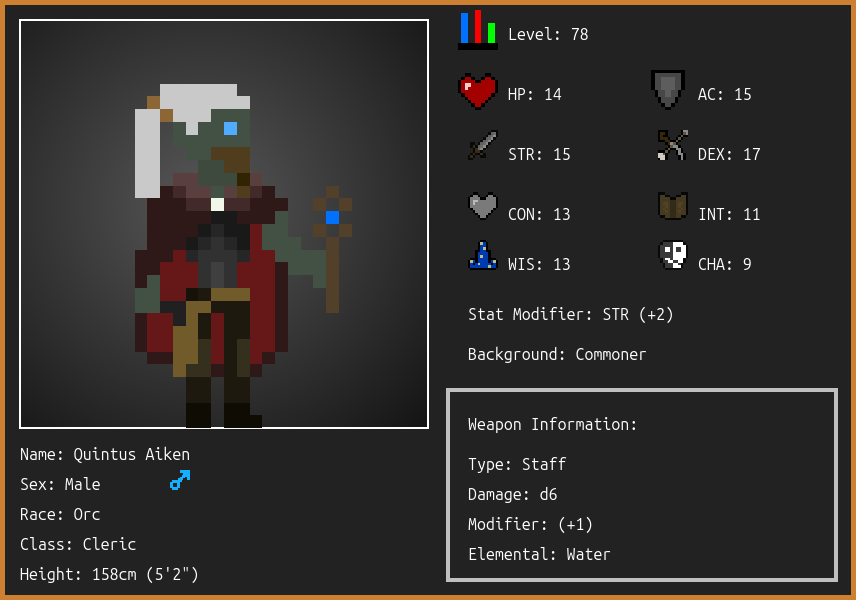 Level: 78
HP: 14
AC: 15
STR: 15
DEX: 17
CON: 13
INT: 11
WIS: 13
CHA: 9
Stat Modifier: STR (+2)
Background: Commoner
Weapon Information:
Type: Staff
Damage: d6
Modifier: (+1)
Elemental: Water
Name: Quintus Aiken
Sex: Male
Race: Orc
Class: Cleric
Height: 158cm (5'2")